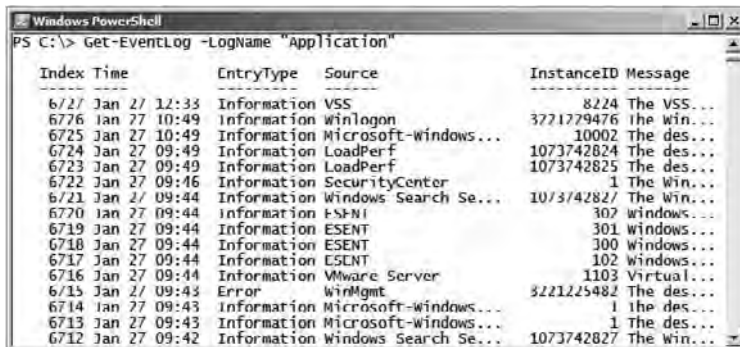 Windows PowerShell
PS C:\> Get-EventLog -LogName "Application"
Index Time EntryType Source InstanceID Message
----- ---- --------- ------ ---------- -------
6727 Jan 27 12:33 Information VSS 8224 The VSS...
6726 Jan 27 10:49 Information Winlogon 3221229476 The Win...
6725 Jan 27 10:49 Information Microsoft-Windows... 10002 The des...
6724 Jan 27 09:49 Information LoadPerf 1073742824 The des...
6723 Jan 27 09:49 Information LoadPerf 1073742825 The des...
6722 Jan 27 09:46 Information SecurityCenter 1 The Win...
6721 Jan 27 09:44 Information Windows Search Se... 1073742827 The Win...
6720 Jan 27 09:44 Information ESENT 302 Windows...
6719 Jan 27 09:44 Information ESENT 301 Windows...
6718 Jan 27 09:44 Information ESENT 300 Windows...
6717 Jan 27 09:44 Information ESENT 102 Windows...
6716 Jan 27 09:44 Information VMware Server 1103 Virtual...
6715 Jan 27 09:43 Error WinMgmt 3221225482 The des...
6714 Jan 27 09:43 Information Microsoft-Windows... 1 The des...
6713 Jan 27 09:43 Information Microsoft-Windows... 1 The des...
6712 Jan 27 09:42 Information Windows Search Se... 1073742827 The Win...